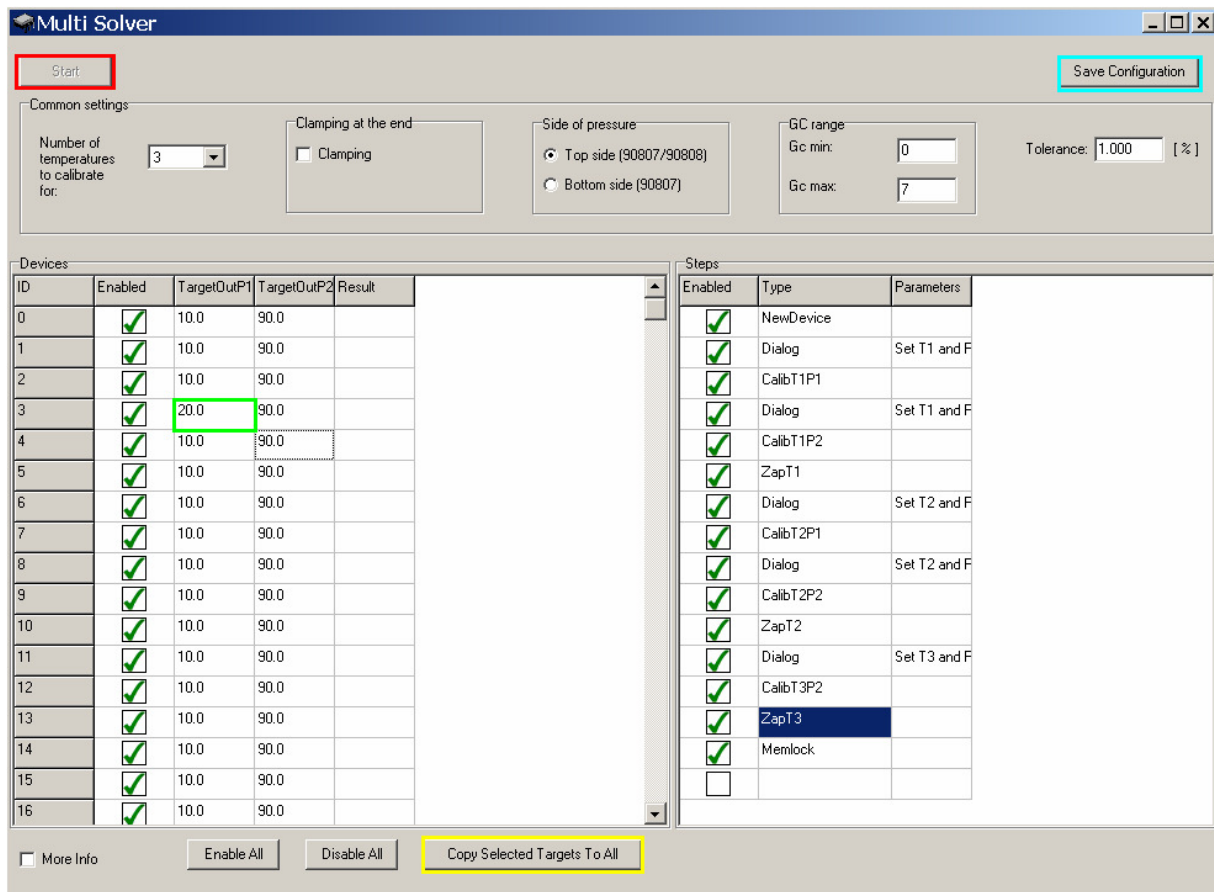 Multi Solver
Start
Save Configuration
Common settings
Number of
temperatures
to calibrate
for:
3
Clamping at the end
Clamping
Side of pressure
Top side (90807/90808)
Bottom side (90807)
GC range
Gc min:
0
Gc max:
7
Tolerance: 1.000 [ % ]
Devices
ID Enabled TargetOutP1 TargetOutP2 Result
0 10.0 90.0
1 10.0 90.0
2 10.0 90.0
3 20.0 90.0
4 10.0 90.0
5 10.0 90.0
6 10.0 90.0
7 10.0 90.0
8 10.0 90.0
9 10.0 90.0
10 10.0 90.0
11 10.0 90.0
12 10.0 90.0
13 10.0 90.0
14 10.0 90.0
15 10.0 90.0
16 10.0 90.0
Steps
Enabled Type Parameters
NewDevice
Dialog Set T1 and F
CalibT1P1
Dialog Set T1 and F
CalibT1P2
ZapT1
Dialog Set T2 and F
CalibT2P1
Dialog Set T2 and F
CalibT2P2
ZapT2
Dialog Set T3 and F
CalibT3P2
ZapT3
Memlock
More Info
Enable All
Disable All
Copy Selected Targets To All